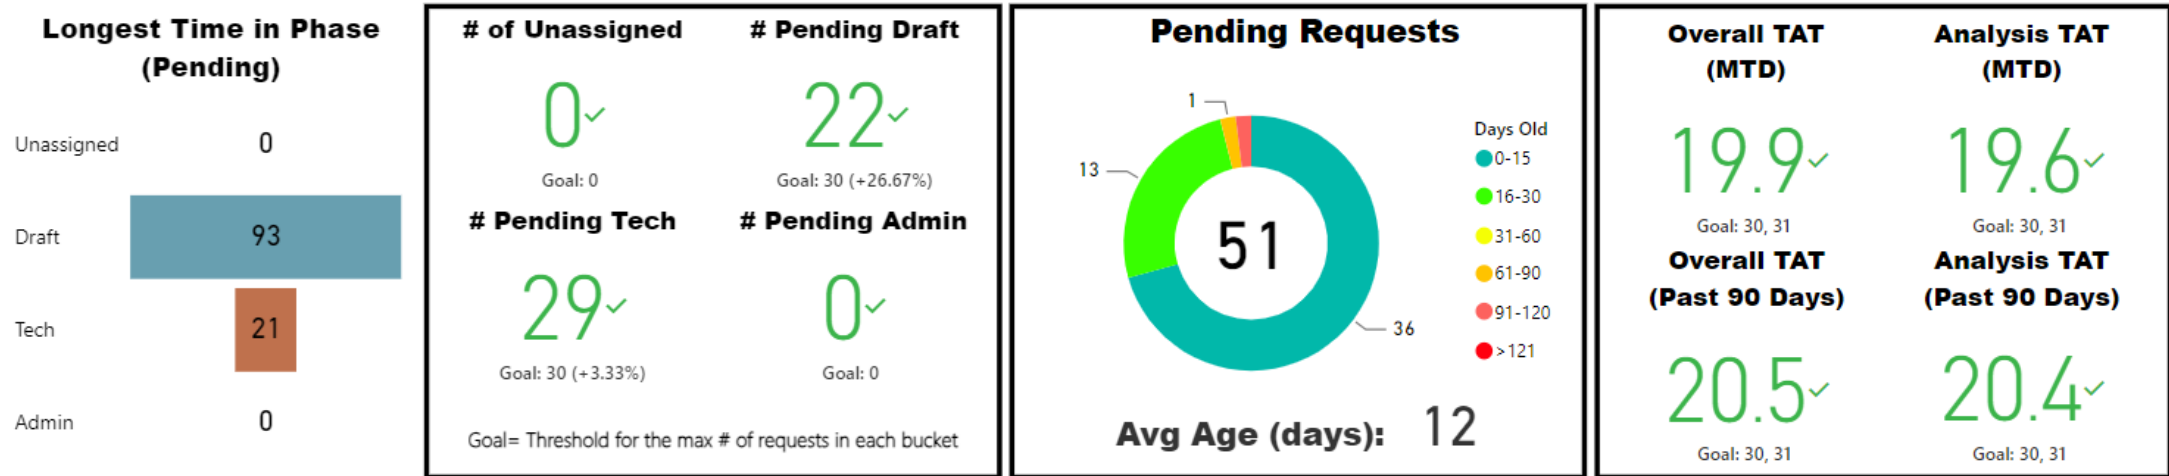 Longest Time in Phase
(Pending)
Unassigned 0
Draft 93
Tech 21
Admin 0
# of Unassigned
0
Goal: 0
# Pending Draft
22
Goal: 30 (+26.67%)
# Pending Tech
29
Goal: 30 (+3.33%)
# Pending Admin
0
Goal: 0
Goal= Threshold for the max # of requests in each bucket
Pending Requests
1
13
51
36
Days Old
0-15
16-30
31-60
61-90
91-120
>121
Avg Age (days): 12
Overall TAT
(MTD)
19.9
Goal: 30, 31
Analysis TAT
(MTD)
19.6
Goal: 30, 31
Overall TAT
(Past 90 Days)
20.5
Goal: 30, 31
Analysis TAT
(Past 90 Days)
20.4
Goal: 30, 31